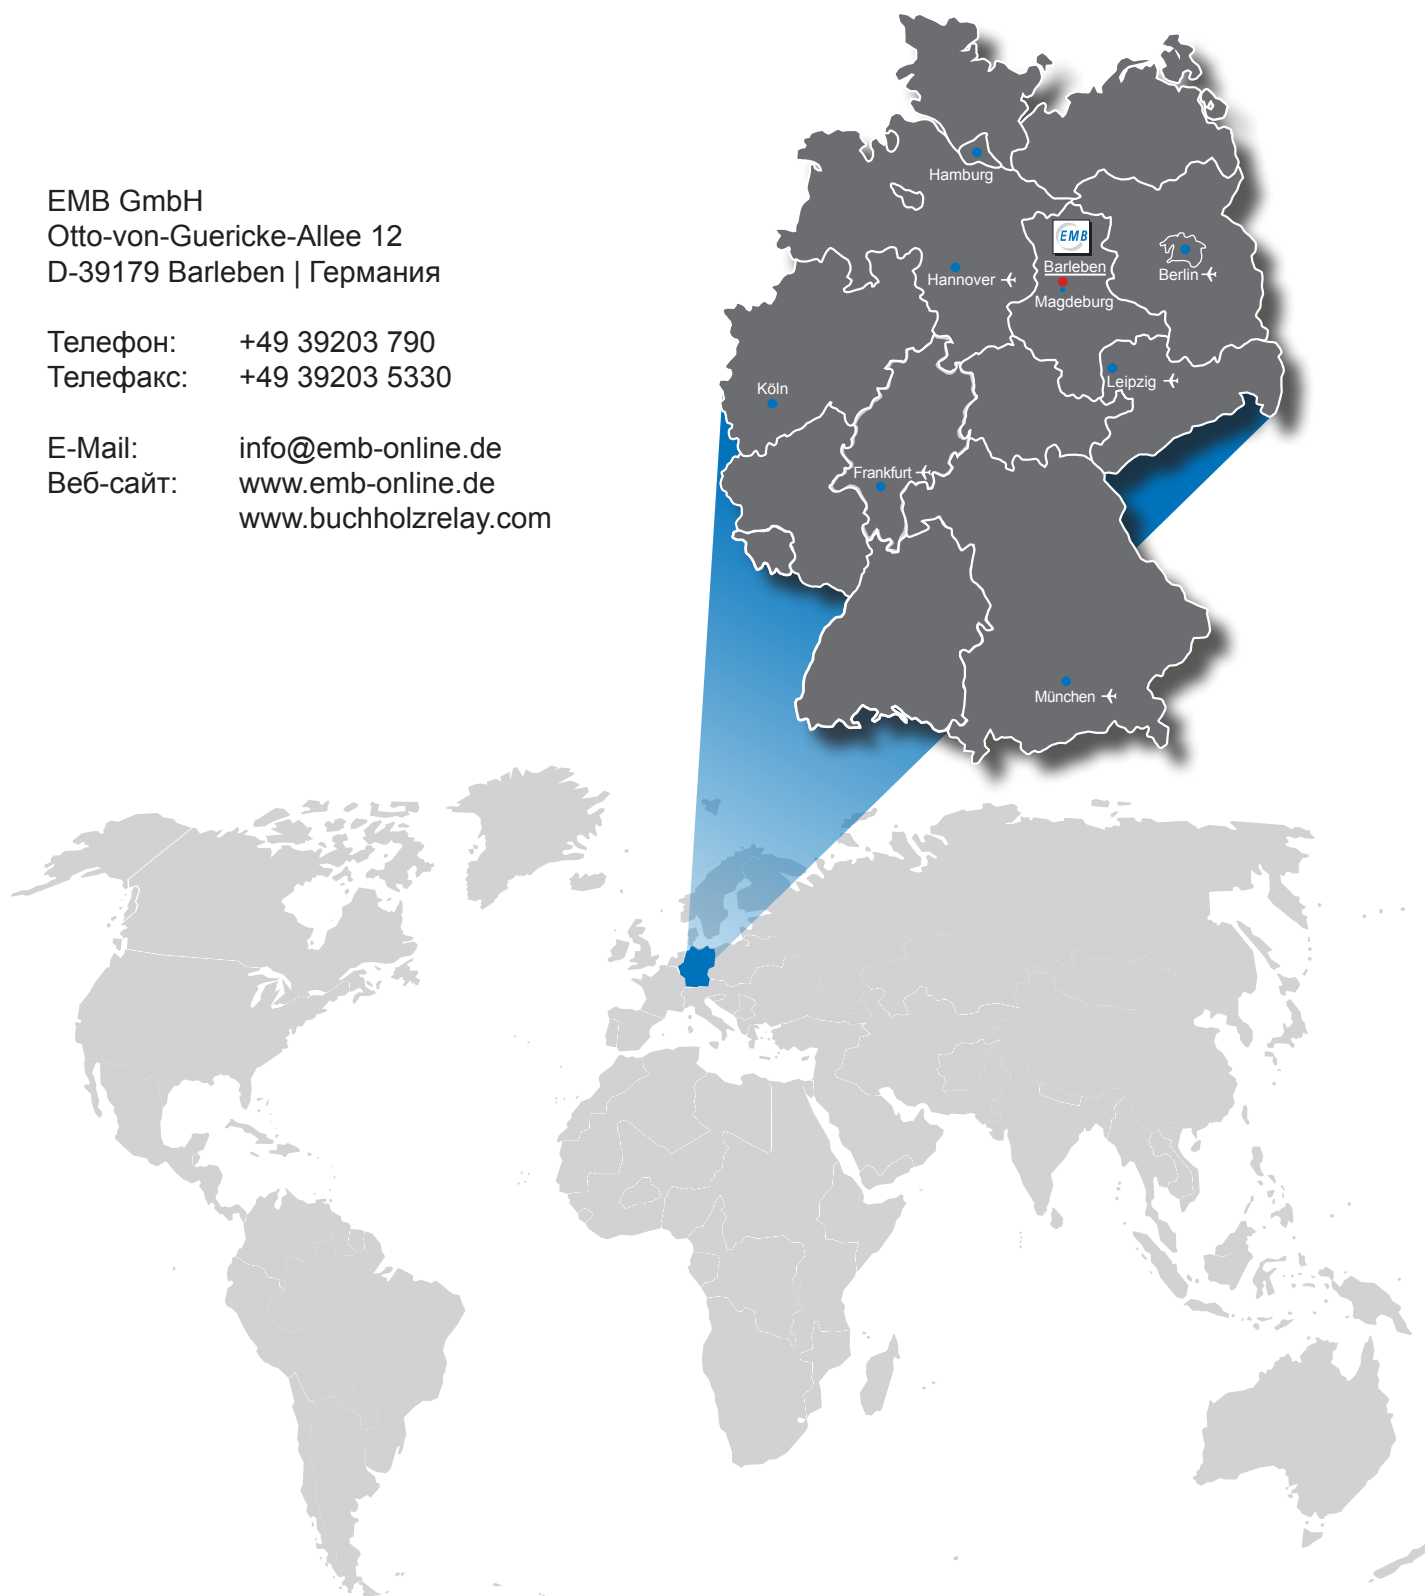 EMB GmbH
Otto-von-Guericke-Allee 12
D-39179 Barleben | Германия
Телефон: +49 39203 790
Телефакс: +49 39203 5330
E-Mail: info@emb-online.de
Веб-сайт: www.emb-online.de
www.buchholzrelay.com
Hamburg
EMB
Barleben
Magdeburg
Hannover
Berlin
Leipzig
Köln
Frankfurt
München